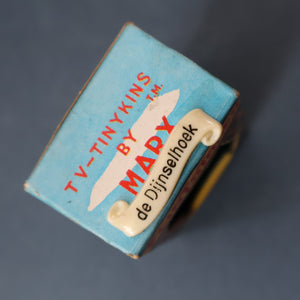 TV-TINYKINS
BY
MARX
T.M.
de Dijnselhoek